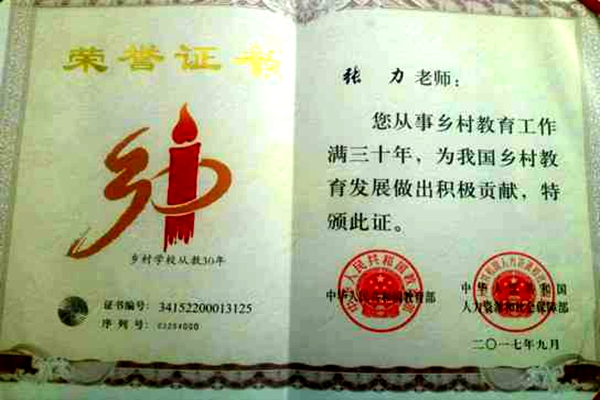 荣誉证书
乡村学校从教30年
证书编号: 34152200013125
序列号:
张 力 老师:
您从事乡村教育工作
满三十年，为我国乡村教
育发展做出积极贡献，特
颁此证。
中华人民共和国教育部
中华人民共和国
人力资源和社会保障部
二〇一七年九月